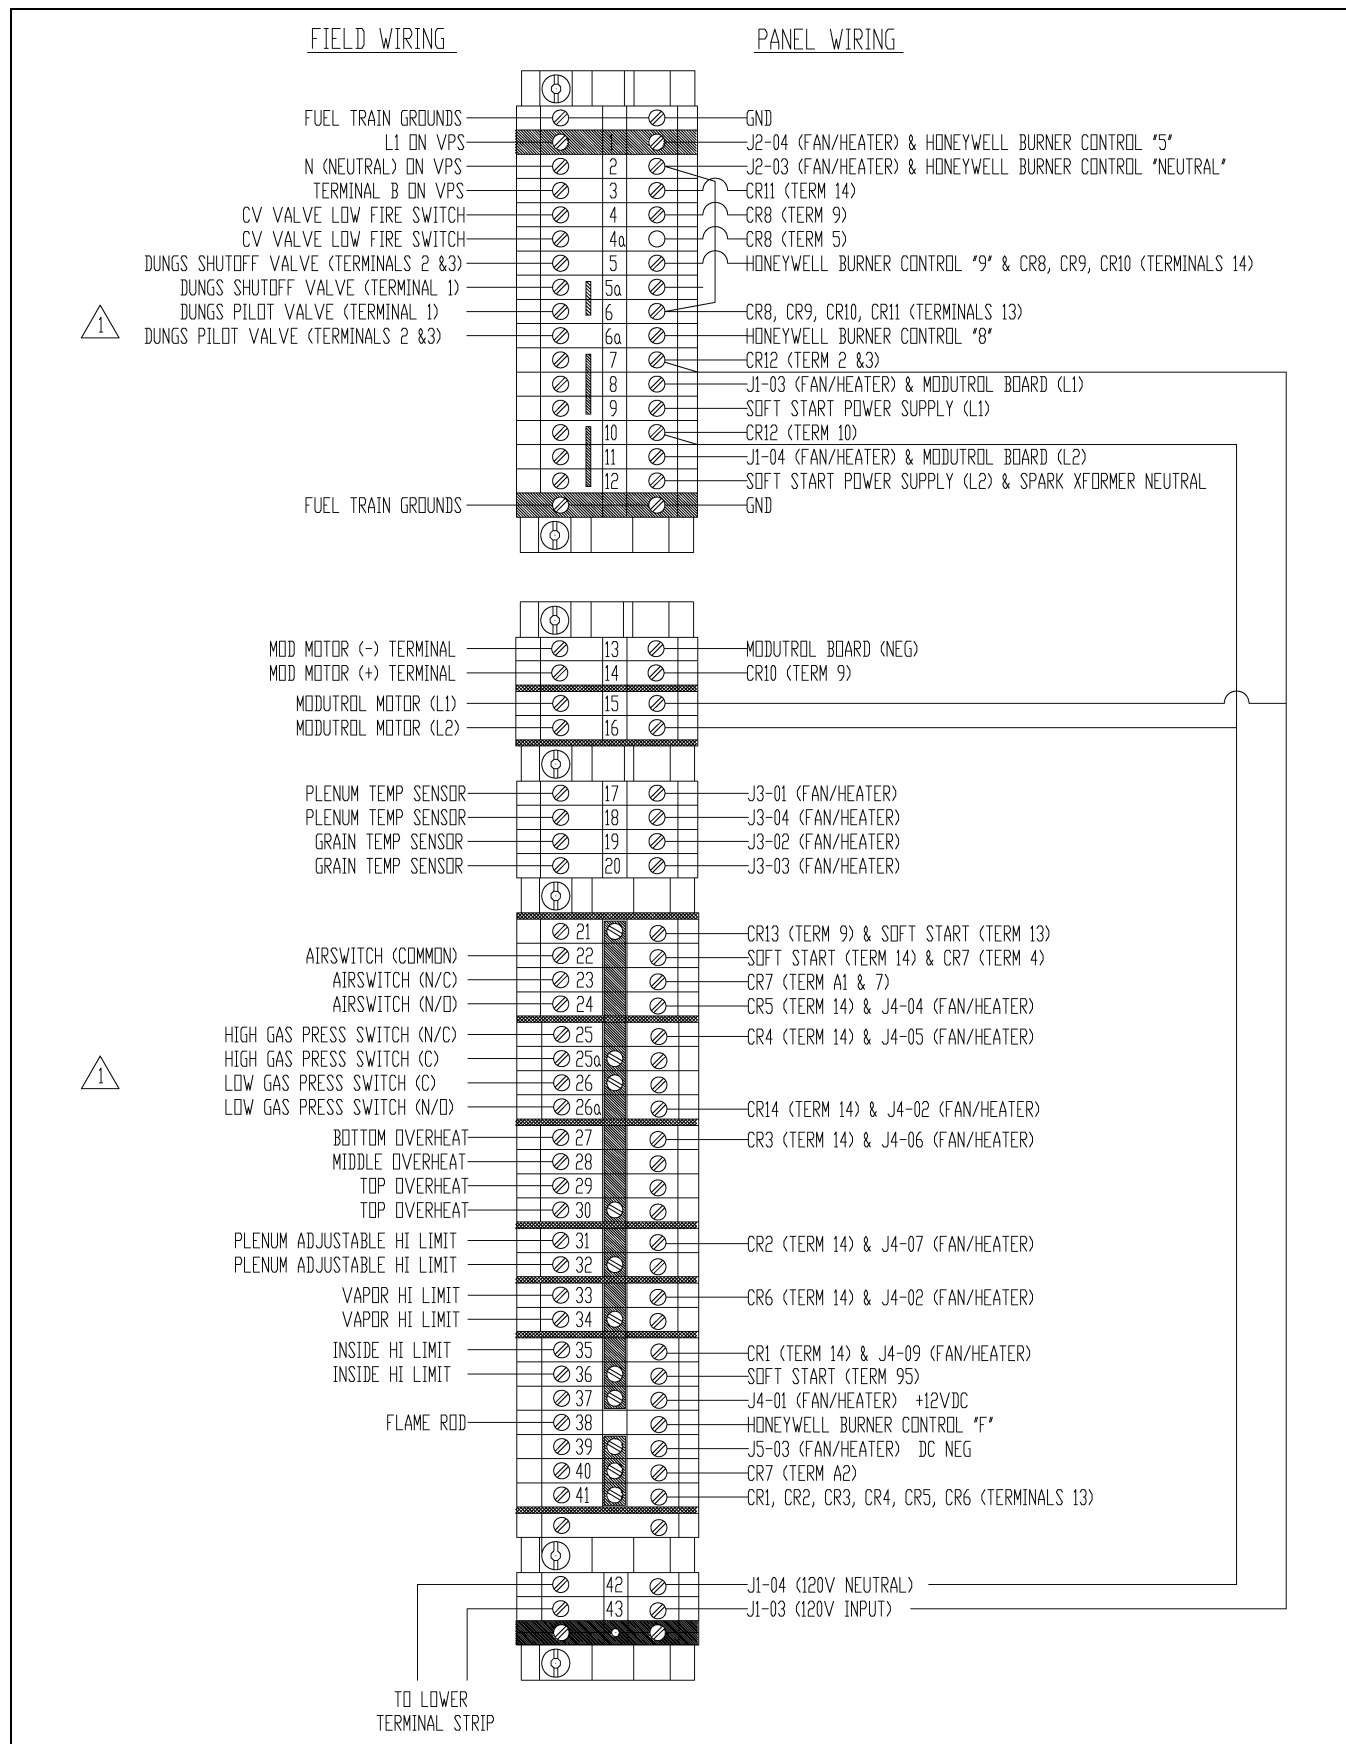 FIELD WIRING
PANEL WIRING
FUEL TRAIN GROUNDS GND
L1 ON VPS 1 J2-04 (FAN/HEATER) & HONEYWELL BURNER CONTROL "5"
N (NEUTRAL) ON VPS 2 J2-03 (FAN/HEATER) & HONEYWELL BURNER CONTROL "NEUTRAL"
TERMINAL B ON VPS 3 CR11 (TERM 14)
CV VALVE LOW FIRE SWITCH 4 CR8 (TERM 9)
CV VALVE LOW FIRE SWITCH 4a CR8 (TERM 5)
DUNGS SHUTOFF VALVE (TERMINALS 2 &3) 5 HONEYWELL BURNER CONTROL "9" & CR8, CR9, CR10 (TERMINALS 14)
DUNGS SHUTOFF VALVE (TERMINAL 1) 5a
1 DUNGS PILOT VALVE (TERMINAL 1) 6 CR8, CR9, CR10, CR11 (TERMINALS 13)
DUNGS PILOT VALVE (TERMINALS 2 &3) 6a HONEYWELL BURNER CONTROL "8"
7 CR12 (TERM 2 &3)
8 J1-03 (FAN/HEATER) & MODUTROL BOARD (L1)
9 SOFT START POWER SUPPLY (L1)
10 CR12 (TERM 10)
11 J1-04 (FAN/HEATER) & MODUTROL BOARD (L2)
12 SOFT START POWER SUPPLY (L2) & SPARK XFORMER NEUTRAL
FUEL TRAIN GROUNDS GND
MOD MOTOR (-) TERMINAL 13 MODUTROL BOARD (NEG)
MOD MOTOR (+) TERMINAL 14 CR10 (TERM 9)
MODUTROL MOTOR (L1) 15
MODUTROL MOTOR (L2) 16
PLENUM TEMP SENSOR 17 J3-01 (FAN/HEATER)
PLENUM TEMP SENSOR 18 J3-04 (FAN/HEATER)
GRAIN TEMP SENSOR 19 J3-02 (FAN/HEATER)
GRAIN TEMP SENSOR 20 J3-03 (FAN/HEATER)
21 CR13 (TERM 9) & SOFT START (TERM 13)
AIRSWITCH (COMMON) 22 SOFT START (TERM 14) & CR7 (TERM 4)
AIRSWITCH (N/C) 23 CR7 (TERM A1 & 7)
AIRSWITCH (N/O) 24 CR5 (TERM 14) & J4-04 (FAN/HEATER)
HIGH GAS PRESS SWITCH (N/C) 25 CR4 (TERM 14) & J4-05 (FAN/HEATER)
HIGH GAS PRESS SWITCH (C) 25a
1 LOW GAS PRESS SWITCH (C) 26
LOW GAS PRESS SWITCH (N/O) 26a CR14 (TERM 14) & J4-02 (FAN/HEATER)
BOTTOM OVERHEAT 27 CR3 (TERM 14) & J4-06 (FAN/HEATER)
MIDDLE OVERHEAT 28
TOP OVERHEAT 29
TOP OVERHEAT 30
PLENUM ADJUSTABLE HI LIMIT 31 CR2 (TERM 14) & J4-07 (FAN/HEATER)
PLENUM ADJUSTABLE HI LIMIT 32
VAPOR HI LIMIT 33 CR6 (TERM 14) & J4-02 (FAN/HEATER)
VAPOR HI LIMIT 34
INSIDE HI LIMIT 35 CR1 (TERM 14) & J4-09 (FAN/HEATER)
INSIDE HI LIMIT 36 SOFT START (TERM 95)
37 J4-01 (FAN/HEATER) +12VDC
FLAME ROD 38 HONEYWELL BURNER CONTROL "F"
39 J5-03 (FAN/HEATER) DC NEG
40 CR7 (TERM A2)
41 CR1, CR2, CR3, CR4, CR5, CR6 (TERMINALS 13)
42 J1-04 (120V NEUTRAL)
43 J1-03 (120V INPUT)
TO LOWER
TERMINAL STRIP